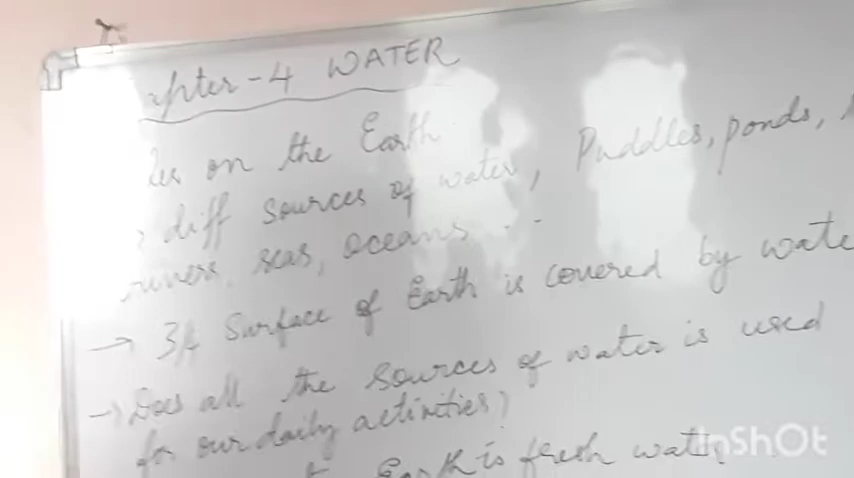 apter - 4 WATER
on the Earth
diff sources of water, Puddles, ponds,
rivers, seas, oceans . . -
→ 3/4 Surface of Earth is covered by wate
→ Does all the sources of water is used
for our daily activities?
Earth is fresh water
InShOt